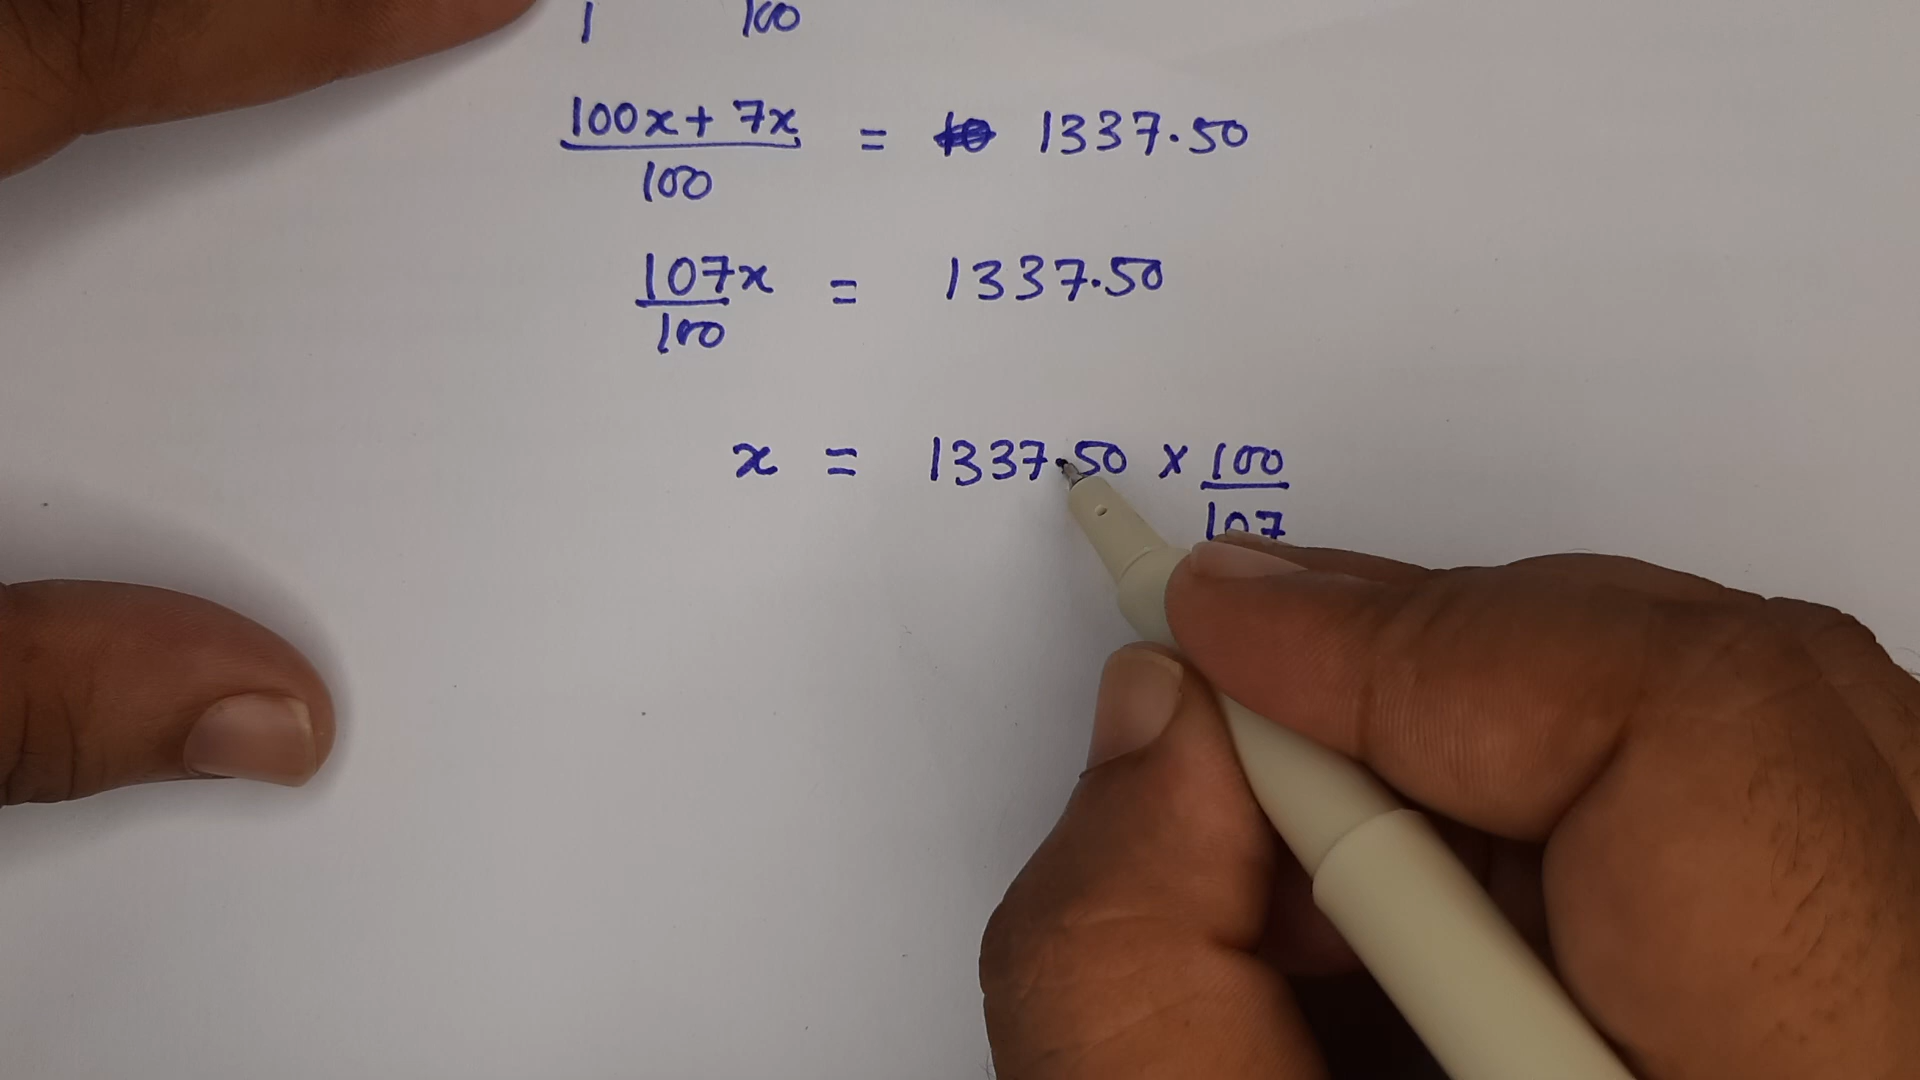 1 100
100x + 7x = 1337.50
100
107x = 1337.50
100
x = 1337.50 × 100
107